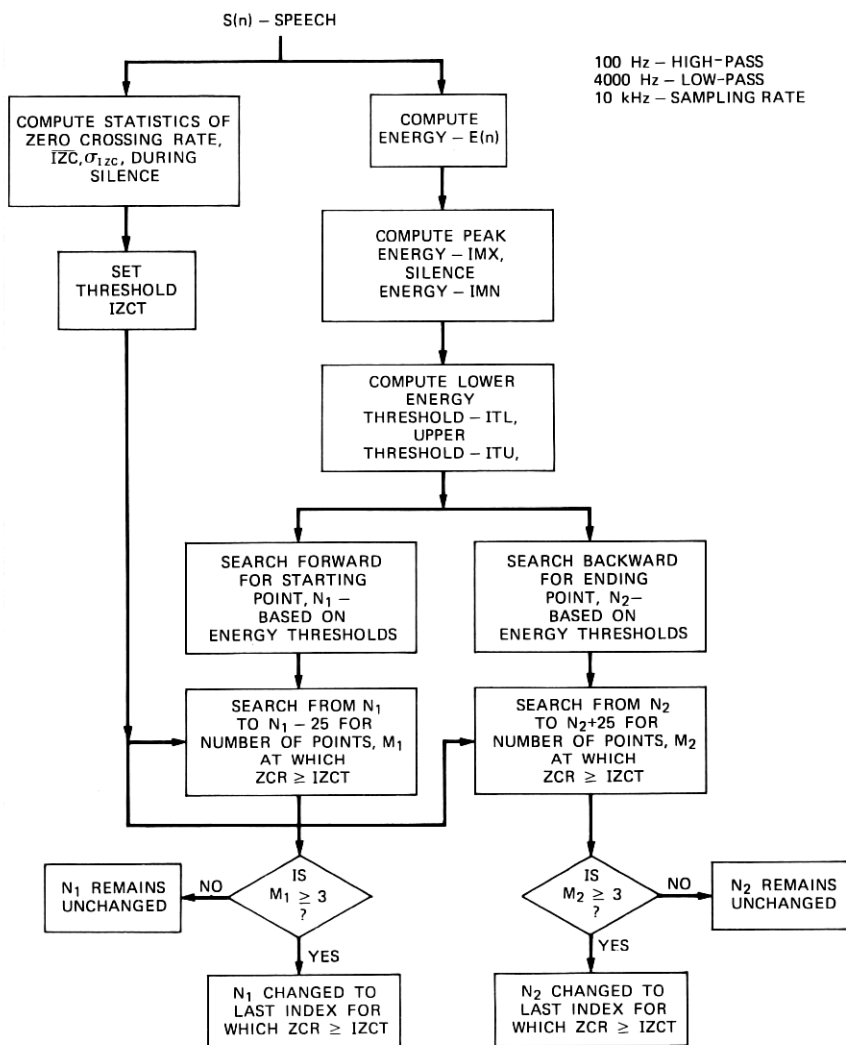 S(n) – SPEECH
100 Hz – HIGH-PASS
4000 Hz – LOW-PASS
10 kHz – SAMPLING RATE
COMPUTE STATISTICS OF
ZERO CROSSING RATE,
I̅Z̅C̅, σIZC, DURING
SILENCE
COMPUTE
ENERGY – E(n)
SET
THRESHOLD
IZCT
COMPUTE PEAK
ENERGY – IMX,
SILENCE
ENERGY – IMN
COMPUTE LOWER
ENERGY
THRESHOLD – ITL,
UPPER
THRESHOLD – ITU,
SEARCH FORWARD
FOR STARTING
POINT, N1 –
BASED ON
ENERGY THRESHOLDS
SEARCH BACKWARD
FOR ENDING
POINT, N2–
BASED ON
ENERGY THRESHOLDS
SEARCH FROM N1
TO N1 – 25 FOR
NUMBER OF POINTS, M1
AT WHICH
ZCR ≥ IZCT
SEARCH FROM N2
TO N2+25 FOR
NUMBER OF POINTS, M2
AT WHICH
ZCR ≥ IZCT
N1 REMAINS
UNCHANGED
NO
IS
M1 ≥ 3
?
YES
IS
M2 ≥ 3
?
NO
YES
N2 REMAINS
UNCHANGED
N1 CHANGED TO
LAST INDEX FOR
WHICH ZCR ≥ IZCT
N2 CHANGED TO
LAST INDEX FOR
WHICH ZCR ≥ IZCT